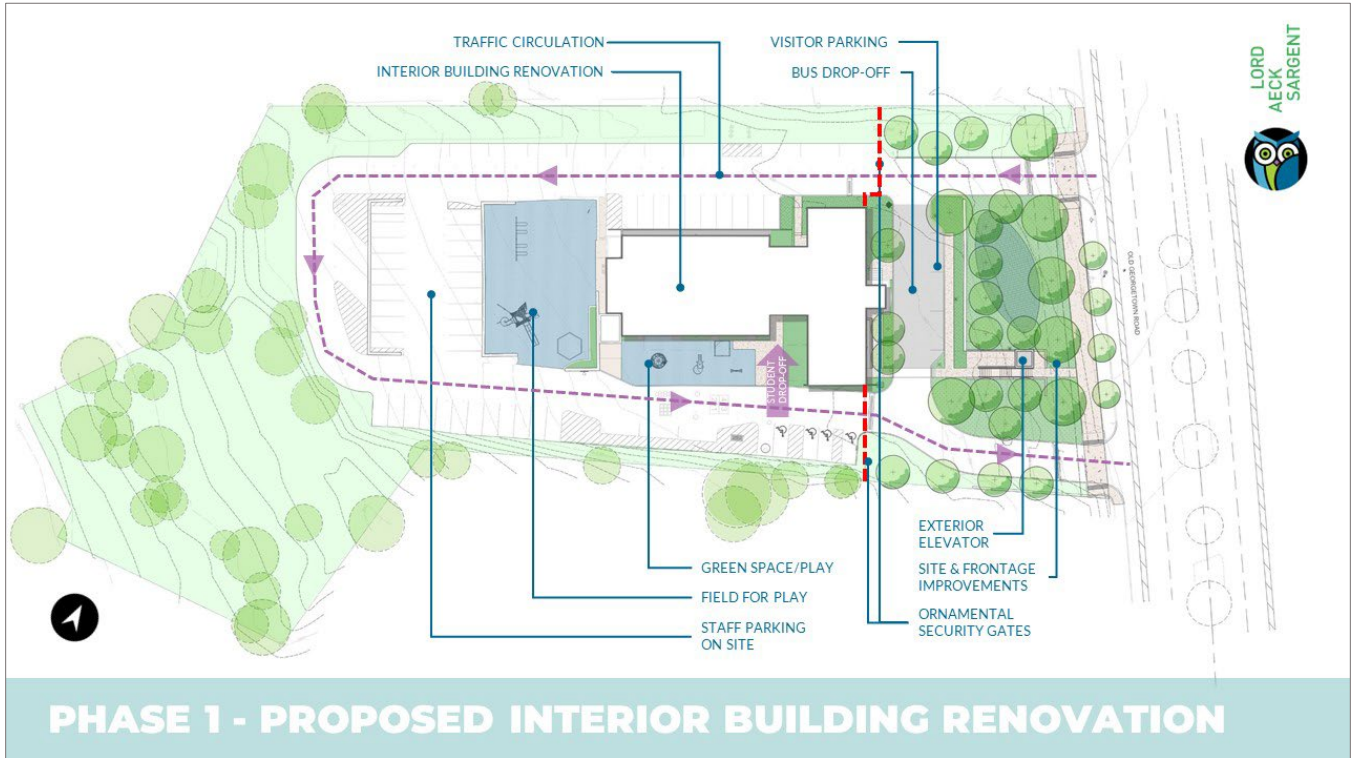 TRAFFIC CIRCULATION
INTERIOR BUILDING RENOVATION
VISITOR PARKING
BUS DROP-OFF
LORD
AECK
SARGENT
OLD GEORGETOWN ROAD
STUDENT
DROP-OFF
GREEN SPACE/PLAY
FIELD FOR PLAY
STAFF PARKING
ON SITE
EXTERIOR
ELEVATOR
SITE & FRONTAGE
IMPROVEMENTS
ORNAMENTAL
SECURITY GATES
PHASE 1 - PROPOSED INTERIOR BUILDING RENOVATION